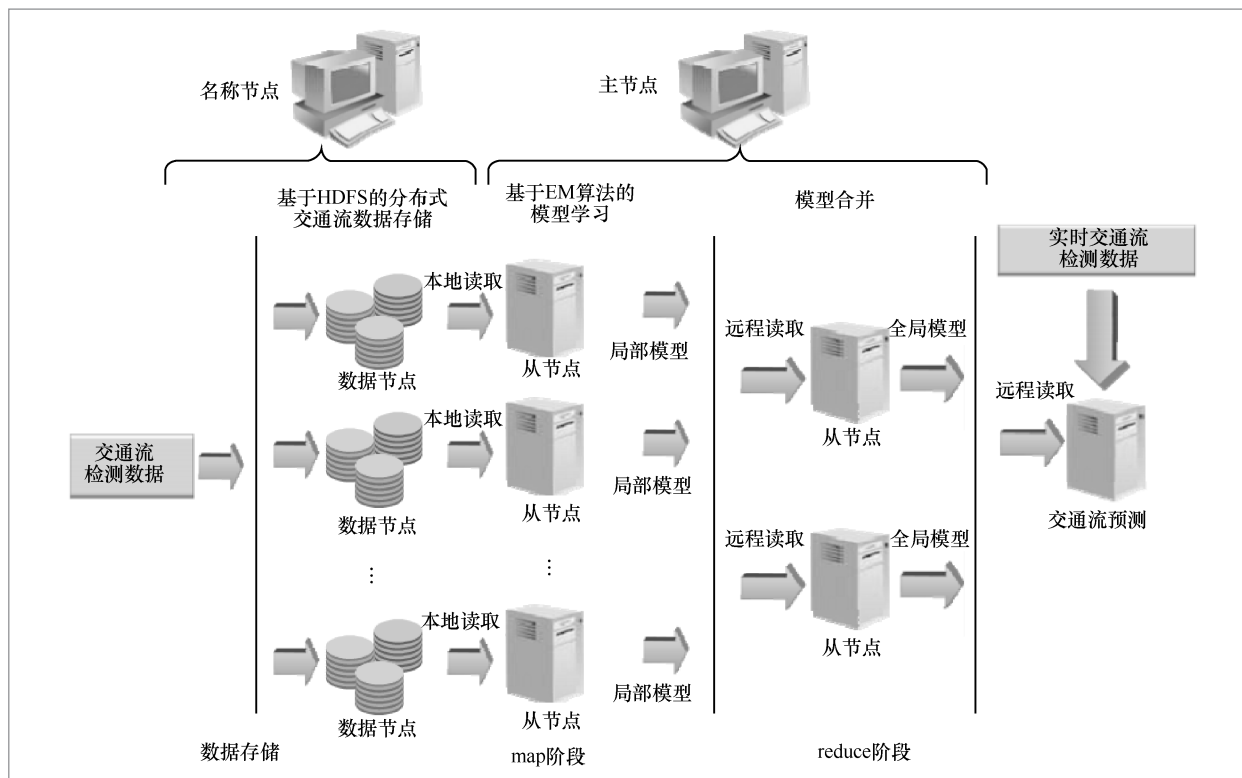 名称节点
主节点
基于HDFS的分布式
交通流数据存储
基于EM算法的
模型学习
模型合并
实时交通流
检测数据
交通流
检测数据
本地读取
数据节点
从节点
局部模型
本地读取
数据节点
从节点
局部模型
⋮
⋮
本地读取
数据节点
从节点
局部模型
远程读取
全局模型
从节点
远程读取
全局模型
从节点
远程读取
交通流预测
数据存储
map阶段
reduce阶段